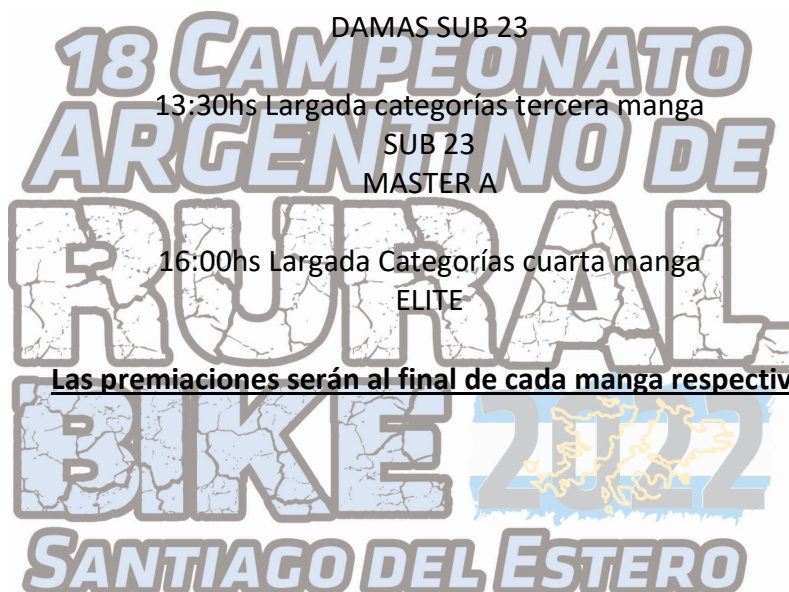 DAMAS SUB 23
18 CAMPEONATO
13:30hs Largada categorías tercera manga
ARGENTINO DE
SUB 23
MASTER A
RURAL
16:00hs Largada Categorías cuarta manga
ELITE
Las premiaciones serán al final de cada manga respectiv
BIKE 2022
SANTIAGO DEL ESTERO